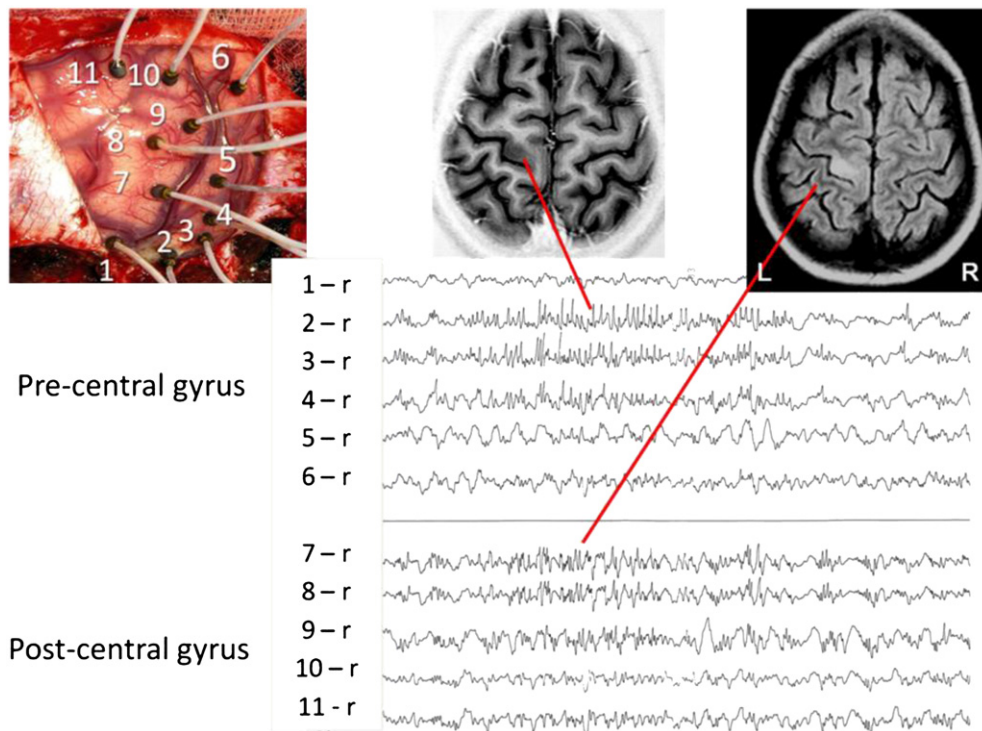 11 10 6
9
8
5
7
4
3
2
1
L R
1 – r
2 – r
3 – r
Pre-central gyrus
4 – r
5 – r
6 – r
7 – r
8 – r
9 – r
Post-central gyrus
10 – r
11 - r